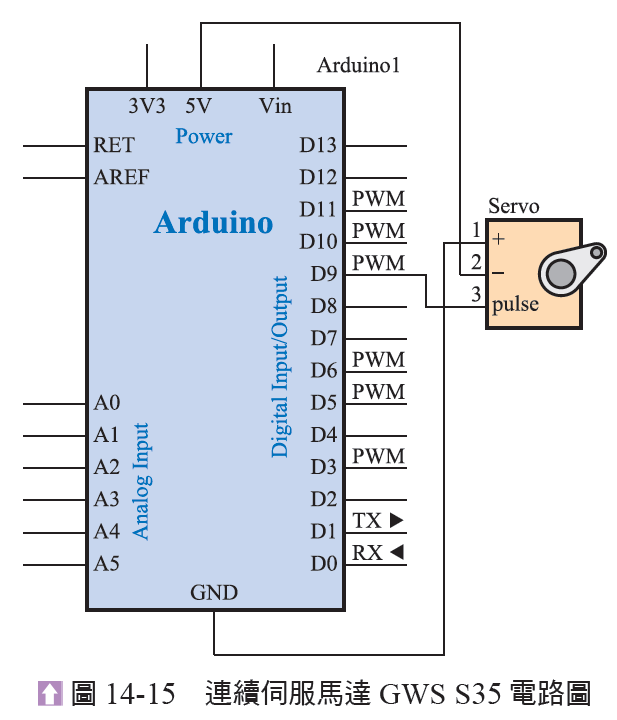 Arduino1
3V3 5V Vin
Power
RET
AREF
Arduino
D13
D12
D11 PWM
D10 PWM
D9 PWM
D8
D7
D6 PWM
D5 PWM
D4
D3 PWM
D2
D1 TX ►
D0 RX ◄
Digital Input/Output
A0
A1
A2
A3
A4
A5
Analog Input
GND
Servo
1 +
2 −
3 pulse
圖 14-15 連續伺服馬達 GWS S35 電路圖